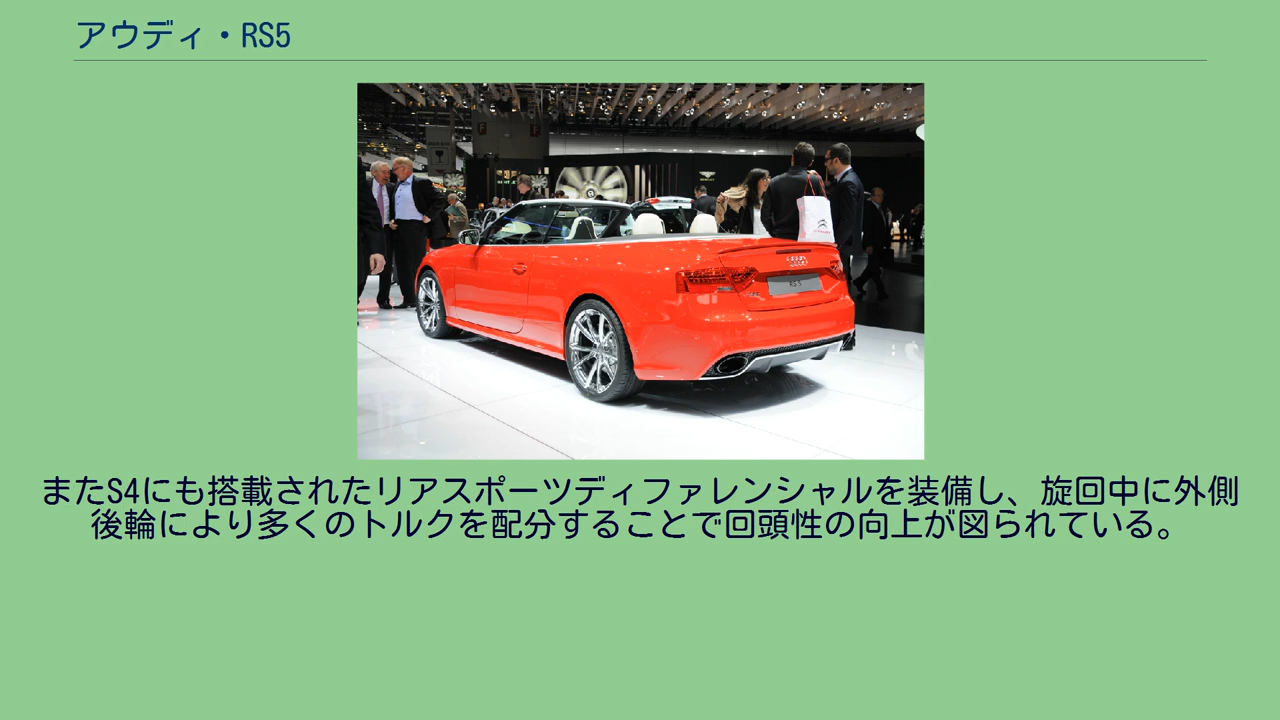 アウディ・RS5
RS 5
またS4にも搭載されたリアスポーツディファレンシャルを装備し、旋回中に外側
後輪により多くのトルクを配分することで回頭性の向上が図られている。